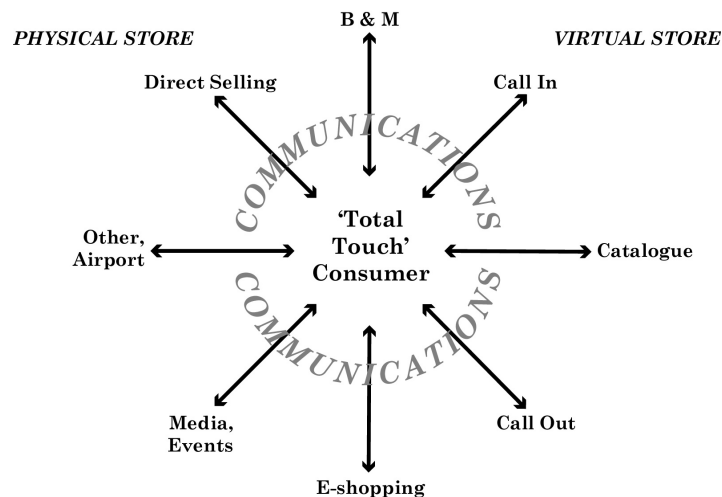 B & M
PHYSICAL STORE
VIRTUAL STORE
Direct Selling
Call In
COMMUNICATIONS
‘Total
Touch’
Consumer
Other,
Airport
Catalogue
COMMUNICATIONS
Media,
Events
Call Out
E-shopping